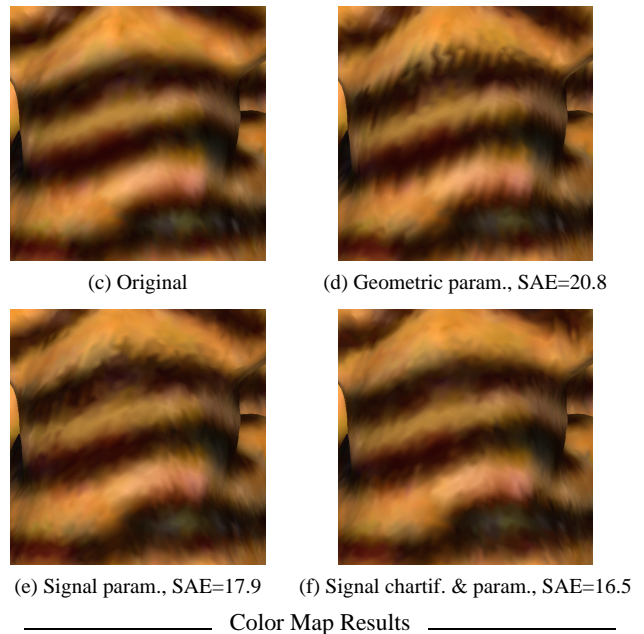 (c) Original
(d) Geometric param., SAE=20.8
(e) Signal param., SAE=17.9
(f) Signal chartif. & param., SAE=16.5
Color Map Results